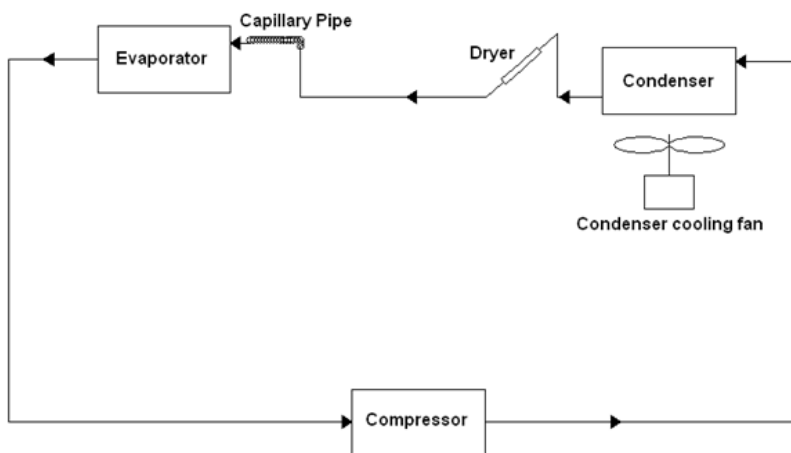 Capillary Pipe
Evaporator
Dryer
Condenser
Condenser cooling fan
Compressor